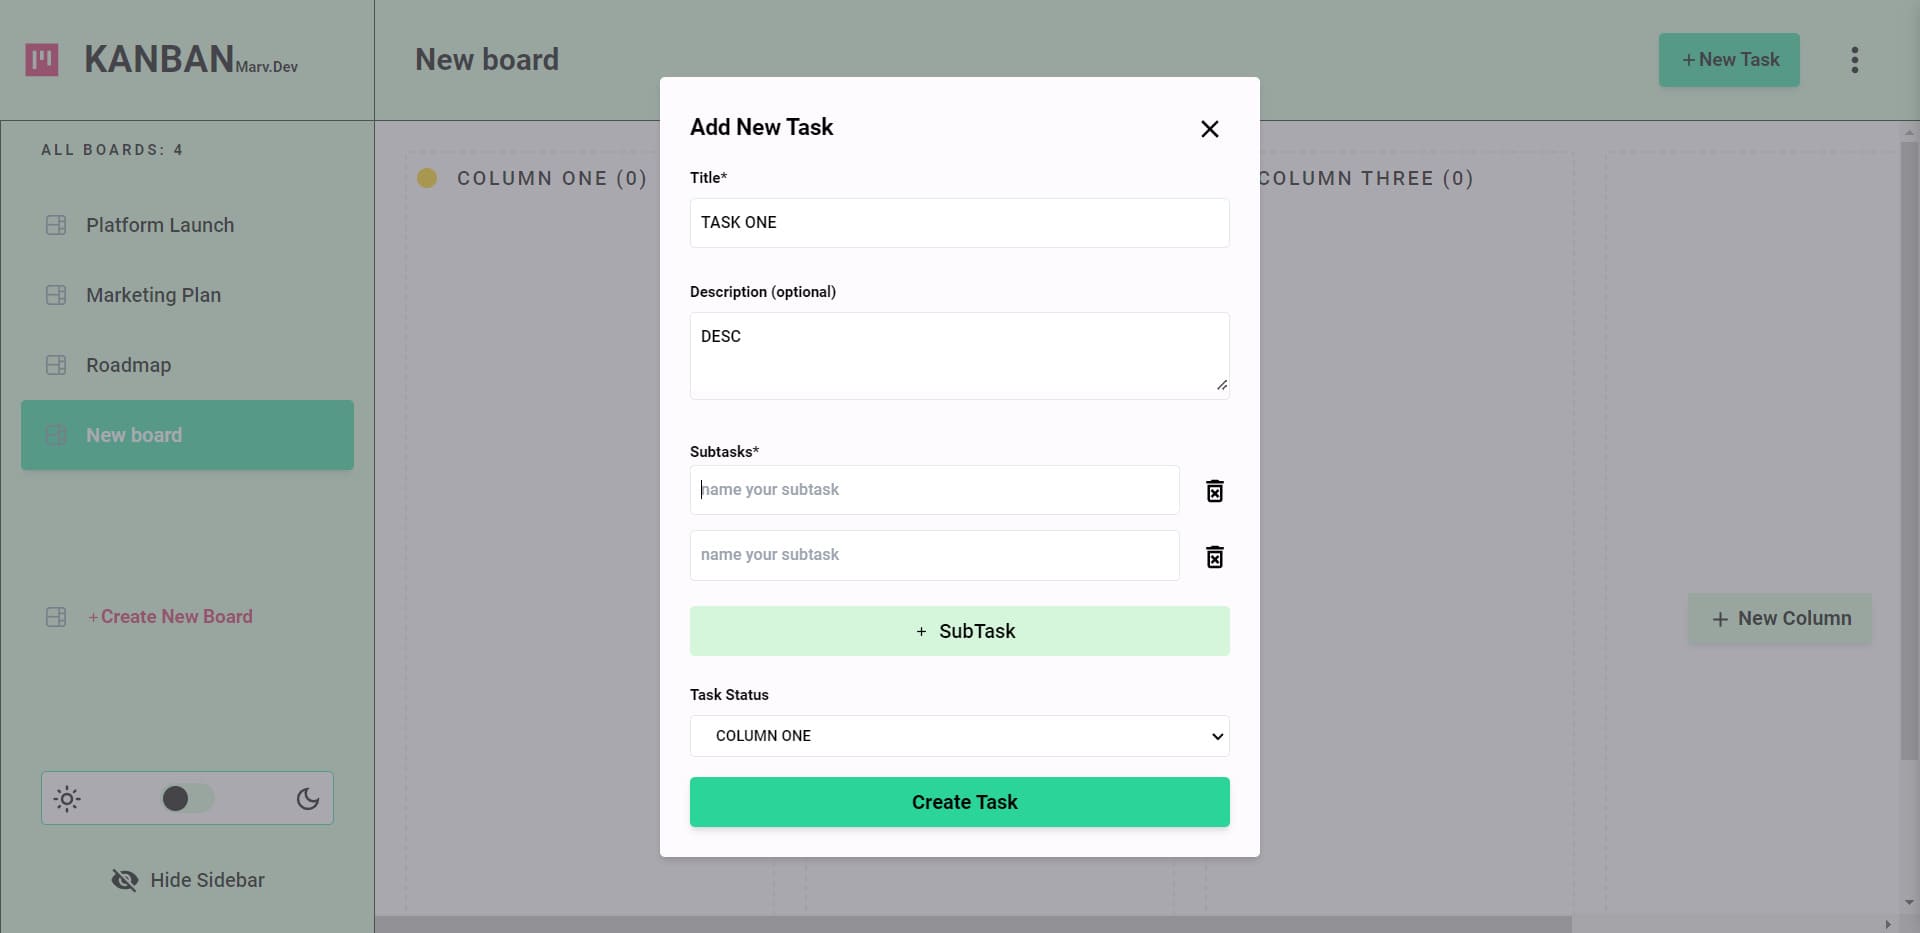 KANBAN Marv.Dev
New board
+ New Task
ALL BOARDS: 4
Platform Launch
Marketing Plan
Roadmap
New board
+ Create New Board
Hide Sidebar
COLUMN ONE (0)
COLUMN THREE (0)
+ New Column
Add New Task
Title*
TASK ONE
Description (optional)
DESC
Subtasks*
name your subtask
name your subtask
+ SubTask
Task Status
COLUMN ONE
Create Task